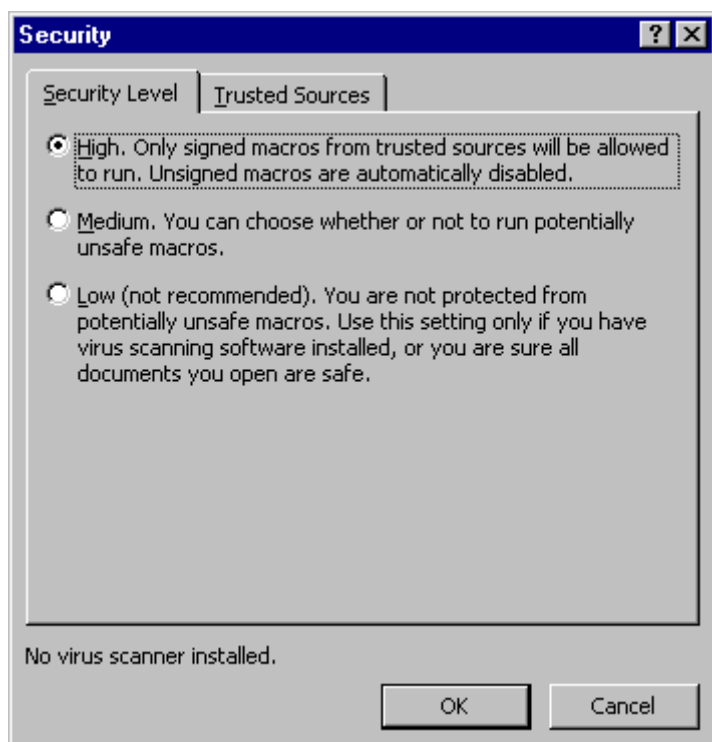 Security
Security Level
Trusted Sources
High. Only signed macros from trusted sources will be allowed
to run. Unsigned macros are automatically disabled.
Medium. You can choose whether or not to run potentially
unsafe macros.
Low (not recommended). You are not protected from
potentially unsafe macros. Use this setting only if you have
virus scanning software installed, or you are sure all
documents you open are safe.
No virus scanner installed.
OK
Cancel